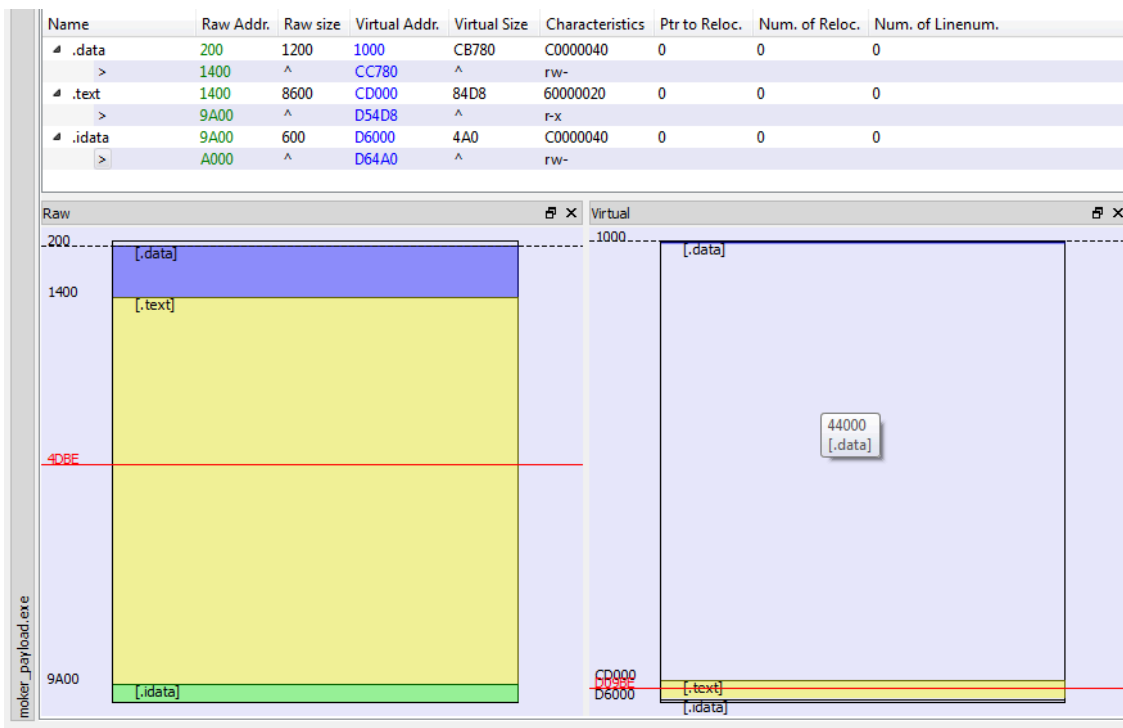 Name Raw Addr. Raw size Virtual Addr. Virtual Size Characteristics Ptr to Reloc. Num. of Reloc. Num. of Linenum.
.data 200 1200 1000 CB780 C0000040 0 0 0
> 1400 ^ CC780 ^ rw-
.text 1400 8600 CD000 84D8 60000020 0 0 0
> 9A00 ^ D54D8 ^ r-x
.idata 9A00 600 D6000 4A0 C0000040 0 0 0
> A000 ^ D64A0 ^ rw-
Raw
200
[.data]
1400
[.text]
4DBE
9A00
[.idata]
Virtual
1000
[.data]
44000
[.data]
CD000
D09BE
[.text]
D6000
[.idata]
moker_payload.exe